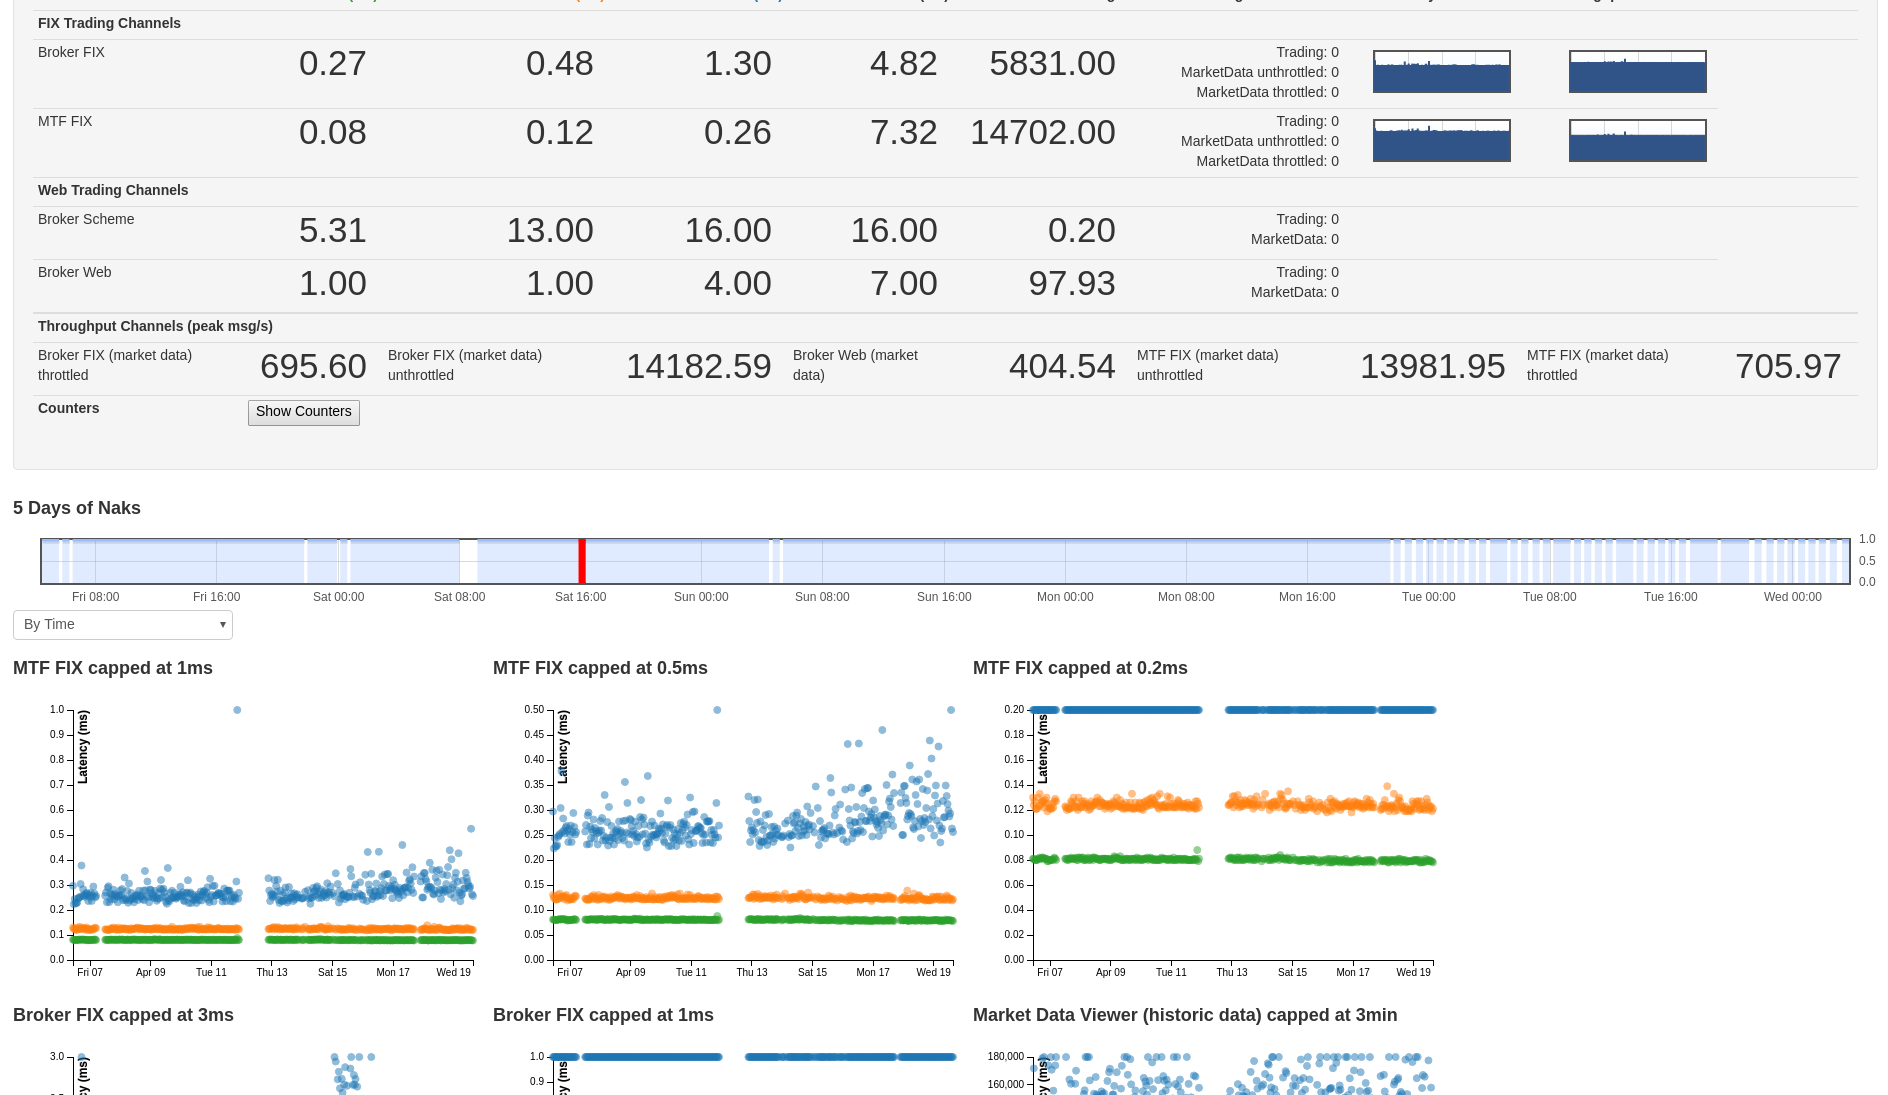 FIX Trading Channels
Broker FIX 0.27 0.48 1.30 4.82 5831.00 Trading: 0
MarketData unthrottled: 0
MarketData throttled: 0
MTF FIX 0.08 0.12 0.26 7.32 14702.00 Trading: 0
MarketData unthrottled: 0
MarketData throttled: 0
Web Trading Channels
Broker Scheme 5.31 13.00 16.00 16.00 0.20 Trading: 0
MarketData: 0
Broker Web 1.00 1.00 4.00 7.00 97.93 Trading: 0
MarketData: 0
Throughput Channels (peak msg/s)
Broker FIX (market data) throttled 695.60 Broker FIX (market data) unthrottled 14182.59 Broker Web (market data) 404.54 MTF FIX (market data) unthrottled 13981.95 MTF FIX (market data) throttled 705.97
Counters Show Counters
5 Days of Naks
1.0
0.5
0.0
Fri 08:00 Fri 16:00 Sat 00:00 Sat 08:00 Sat 16:00 Sun 00:00 Sun 08:00 Sun 16:00 Mon 00:00 Mon 08:00 Mon 16:00 Tue 00:00 Tue 08:00 Tue 16:00 Wed 00:00
By Time
MTF FIX capped at 1ms
Latency (ms)
1.0
0.9
0.8
0.7
0.6
0.5
0.4
0.3
0.2
0.1
0.0
Fri 07 Apr 09 Tue 11 Thu 13 Sat 15 Mon 17 Wed 19
MTF FIX capped at 0.5ms
Latency (ms)
0.50
0.45
0.40
0.35
0.30
0.25
0.20
0.15
0.10
0.05
0.00
Fri 07 Apr 09 Tue 11 Thu 13 Sat 15 Mon 17 Wed 19
MTF FIX capped at 0.2ms
Latency (ms)
0.20
0.18
0.16
0.14
0.12
0.10
0.08
0.06
0.04
0.02
0.00
Fri 07 Apr 09 Tue 11 Thu 13 Sat 15 Mon 17 Wed 19
Broker FIX capped at 3ms
3.0
Broker FIX capped at 1ms
1.0
0.9
Market Data Viewer (historic data) capped at 3min
180,000
160,000